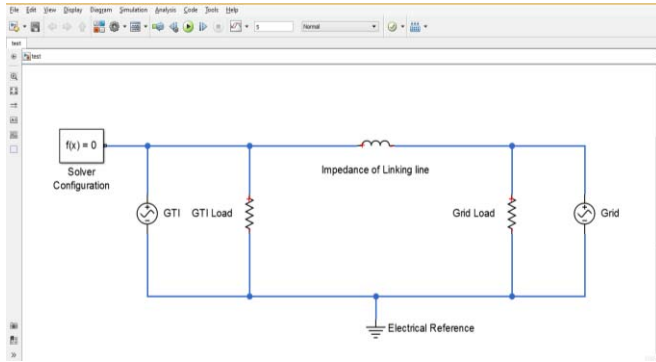 File Edit View Display Diagram Simulation Analysis Code Tools Help
5 Normal
test
test
f(x) = 0
Solver
Configuration
Impedance of Linking line
GTI GTI Load Grid Load Grid
Electrical Reference